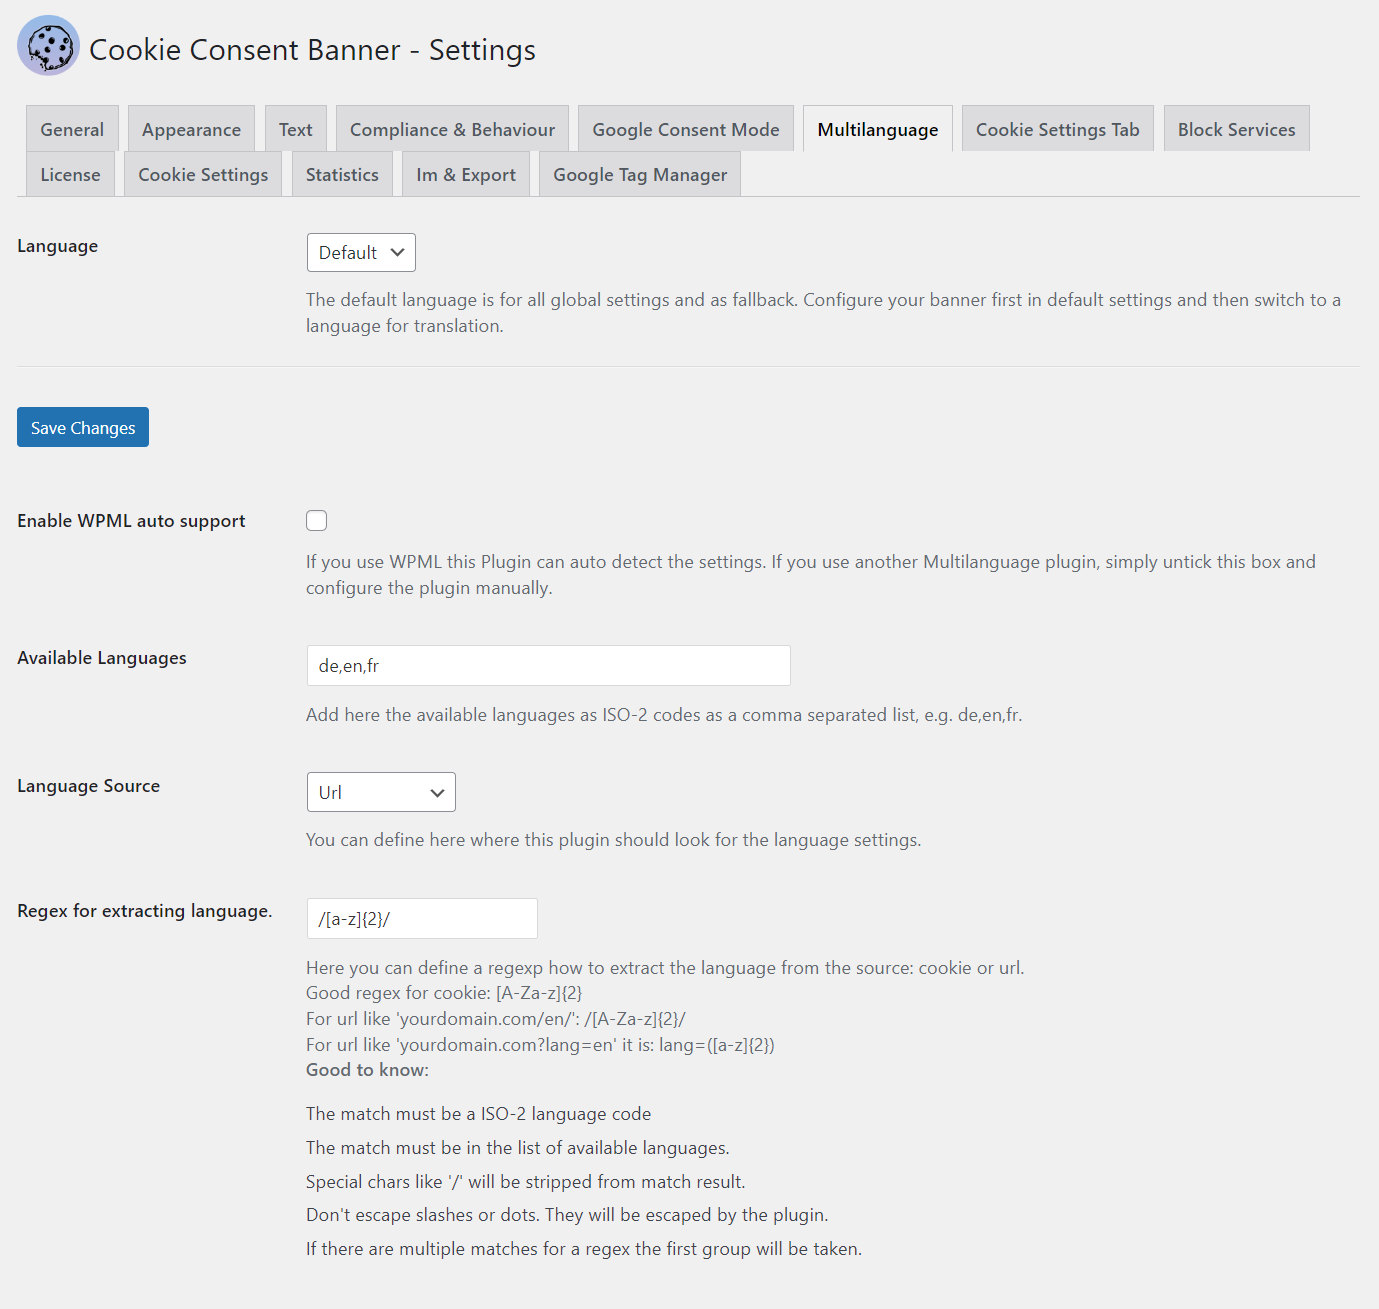 Cookie Consent Banner - Settings
General
Appearance
Text
Compliance & Behaviour
Google Consent Mode
Multilanguage
Cookie Settings Tab
Block Services
License
Cookie Settings
Statistics
Im & Export
Google Tag Manager
Language
Default
The default language is for all global settings and as fallback. Configure your banner first in default settings and then switch to a
language for translation.
Save Changes
Enable WPML auto support
If you use WPML this Plugin can auto detect the settings. If you use another Multilanguage plugin, simply untick this box and
configure the plugin manually.
Available Languages
de,en,fr
Add here the available languages as ISO-2 codes as a comma separated list, e.g. de,en,fr.
Language Source
Url
You can define here where this plugin should look for the language settings.
Regex for extracting language.
/[a-z]{2}/
Here you can define a regexp how to extract the language from the source: cookie or url.
Good regex for cookie: [A-Za-z]{2}
For url like 'yourdomain.com/en/': /[A-Za-z]{2}/
For url like 'yourdomain.com?lang=en' it is: lang=([a-z]{2})
Good to know:
The match must be a ISO-2 language code
The match must be in the list of available languages.
Special chars like '/' will be stripped from match result.
Don't escape slashes or dots. They will be escaped by the plugin.
If there are multiple matches for a regex the first group will be taken.